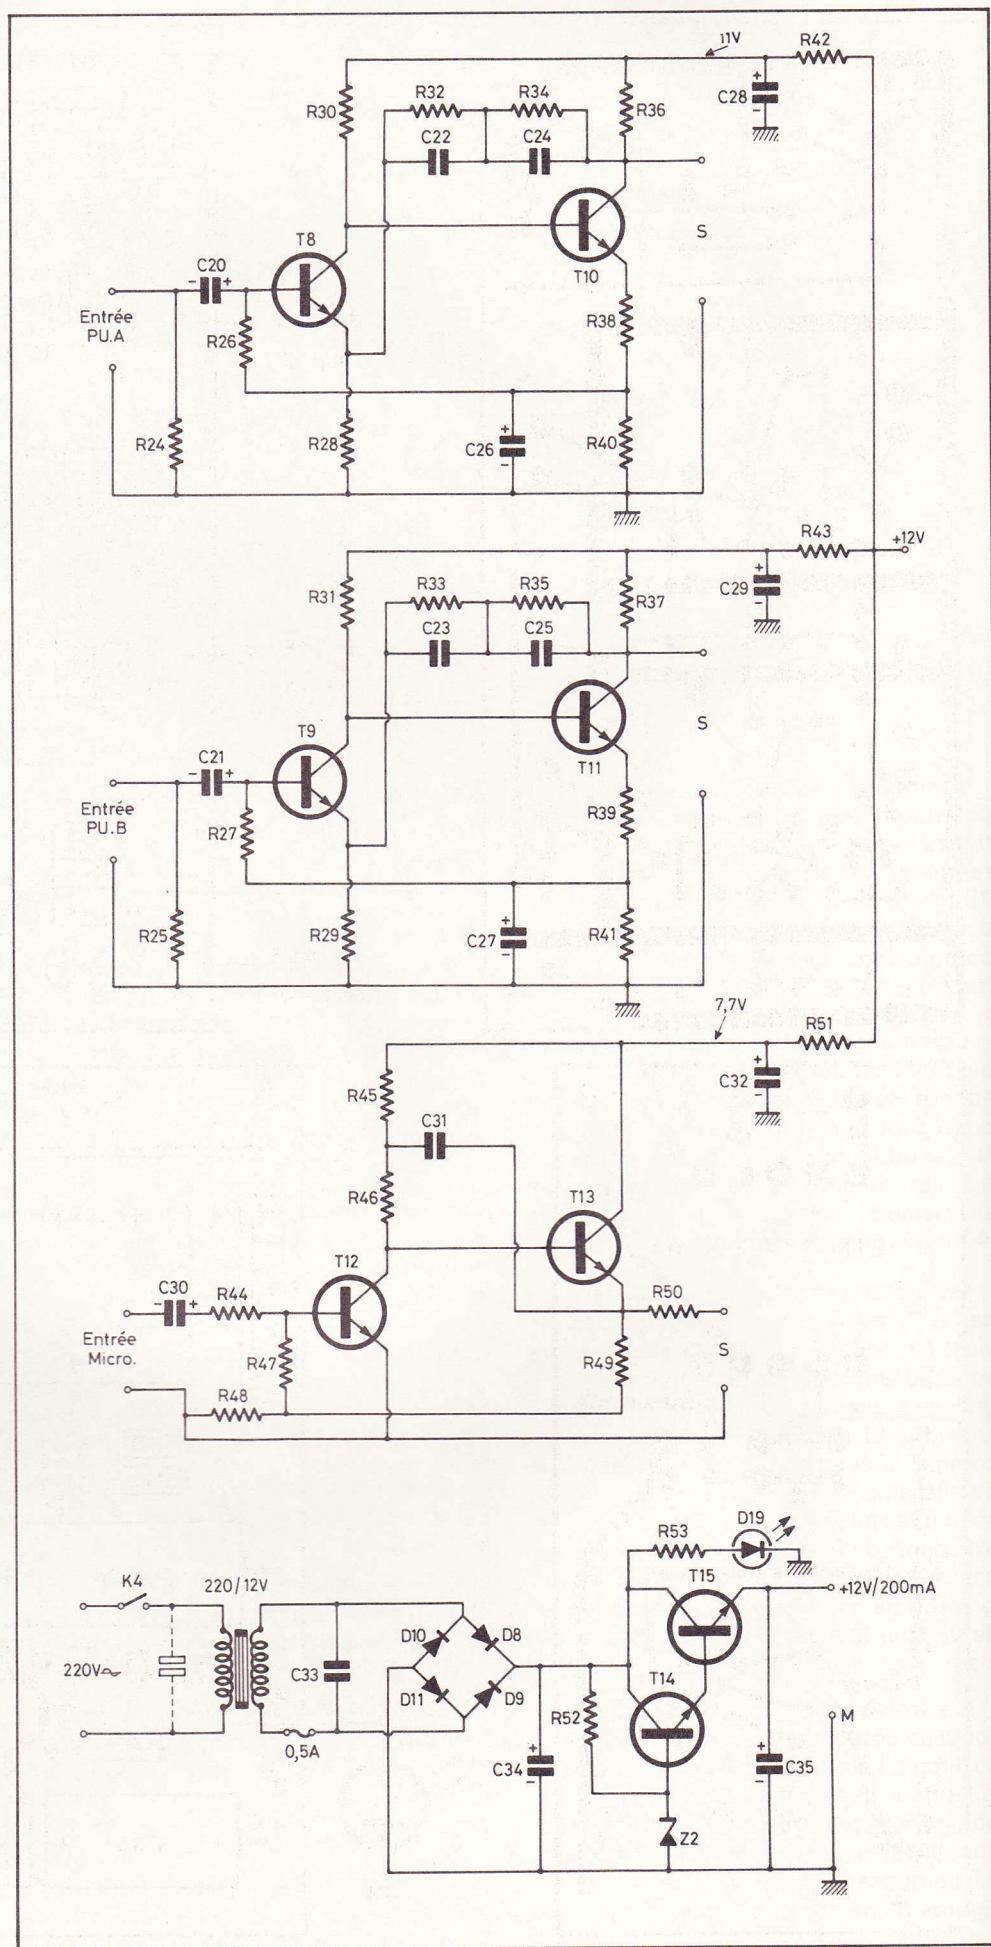 11V
R42
R30
R32
R34
R36
C28
+
-
C22
C24
T8
T10
S
C20
- +
Entrée
PU.A
R26
R38
R24
R28
C26
+
-
R40
R43
+12V
R31
R33
R35
R37
C29
+
-
C23
C25
T9
T11
S
C21
- +
Entrée
PU.B
R27
R39
R25
R29
C27
+
-
R41
7,7V
R51
R45
C31
C32
+
-
R46
T13
T12
C30
- +
R44
R50
Entrée
Micro.
R47
R49
S
R48
R53
D19
T15
K4
220/12V
+12V/200mA
D10
D8
220V~
C33
T14
D11
D9
R52
M
0,5A
C34
+
-
C35
+
-
Z2